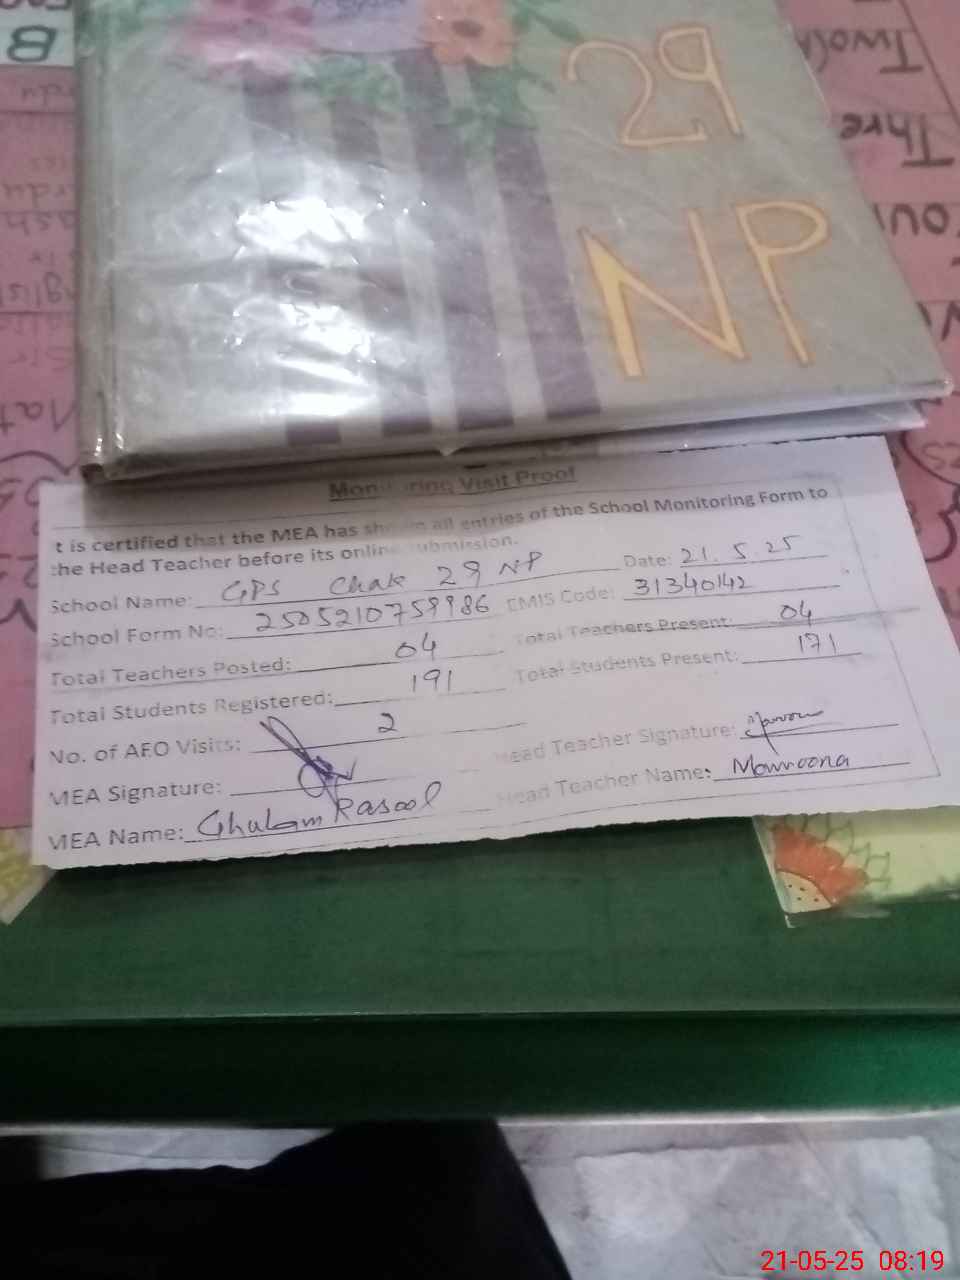 29
NP
Monitoring Visit Proof
t is certified that the MEA has shown all entries of the School Monitoring Form to
the Head Teacher before its online submission.
School Name: GPS Chak 29 NP Date: 21.5.25
School Form No: 2505210759986 EMIS Code: 31340142
Total Teachers Posted: 04 Total Teachers Present: 04
Total Students Registered: 191 Total Students Present: 171
No. of AEO Visits: 2
MEA Signature: Head Teacher Signature:
MEA Name: Ghulam Rasool Head Teacher Name: Mamoona
B
Three
21-05-25 08:19